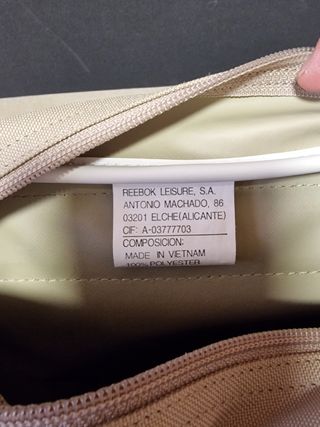 REEBOK LEISURE, S.A.
ANTONIO MACHADO, 86
03201 ELCHE(ALICANTE)
CIF: A-03777703
COMPOSICION:
MADE IN VIETNAM
100% POLYESTER